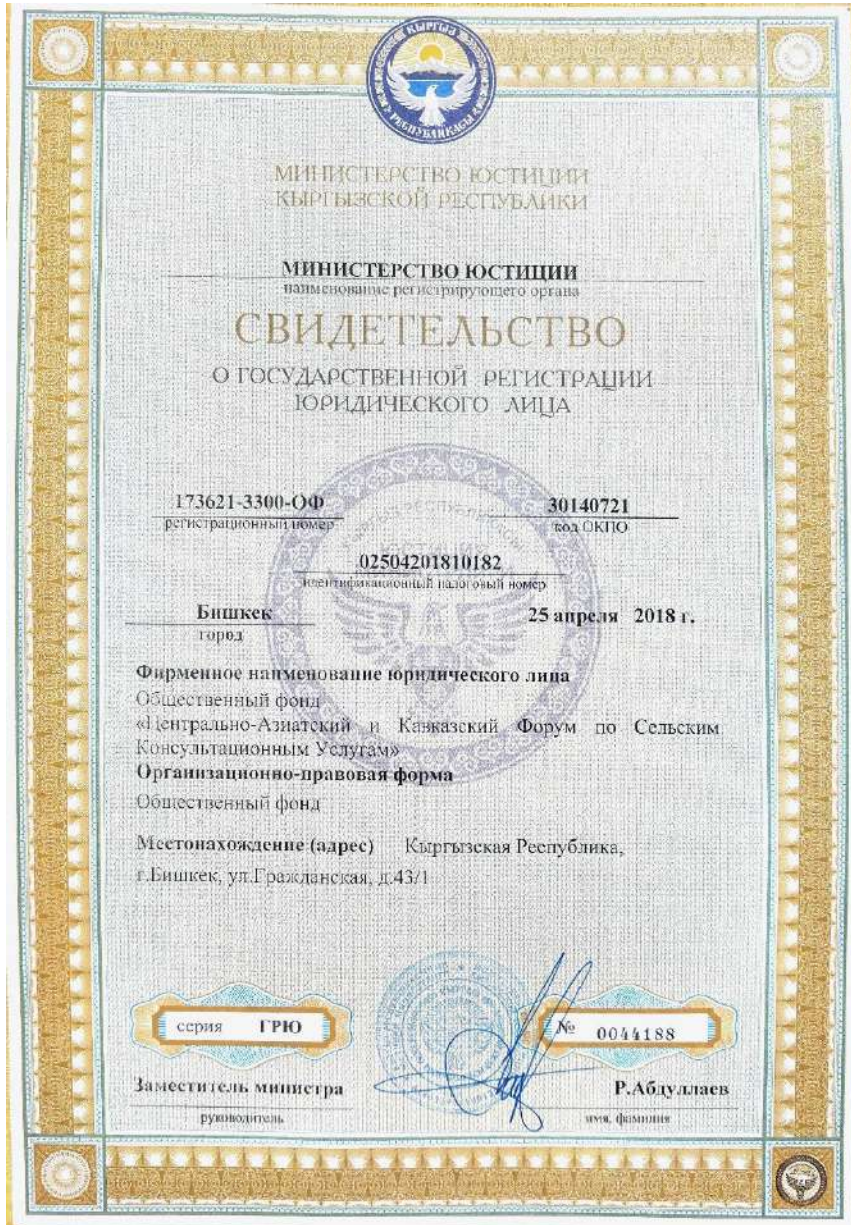 КЫРГЫЗ
РЕСПУБЛИКАСЫ
МИНИСТЕРСТВО ЮСТИЦИИ
КЫРГЫЗСКОЙ РЕСПУБЛИКИ
МИНИСТЕРСТВО ЮСТИЦИИ
наименование регистрирующего органа
СВИДЕТЕЛЬСТВО
О ГОСУДАРСТВЕННОЙ РЕГИСТРАЦИИ
ЮРИДИЧЕСКОГО ЛИЦА
173621-3300-ОФ 30140721
регистрационный номер код ОКПО
02504201810182
идентификационный налоговый номер
Бишкек 25 апреля 2018 г.
город
Фирменное наименование юридического лица
Общественный фонд
«Центрально-Азиатский и Кавказский Форум по Сельским
Консультационным Услугам»
Организационно-правовая форма
Общественный фонд
Местонахождение (адрес) Кыргызская Республика,
г.Бишкек, ул.Гражданская, д.43/1
серия ГРЮ № 0044188
Заместитель министра Р.Абдуллаев
руководитель имя, фамилия